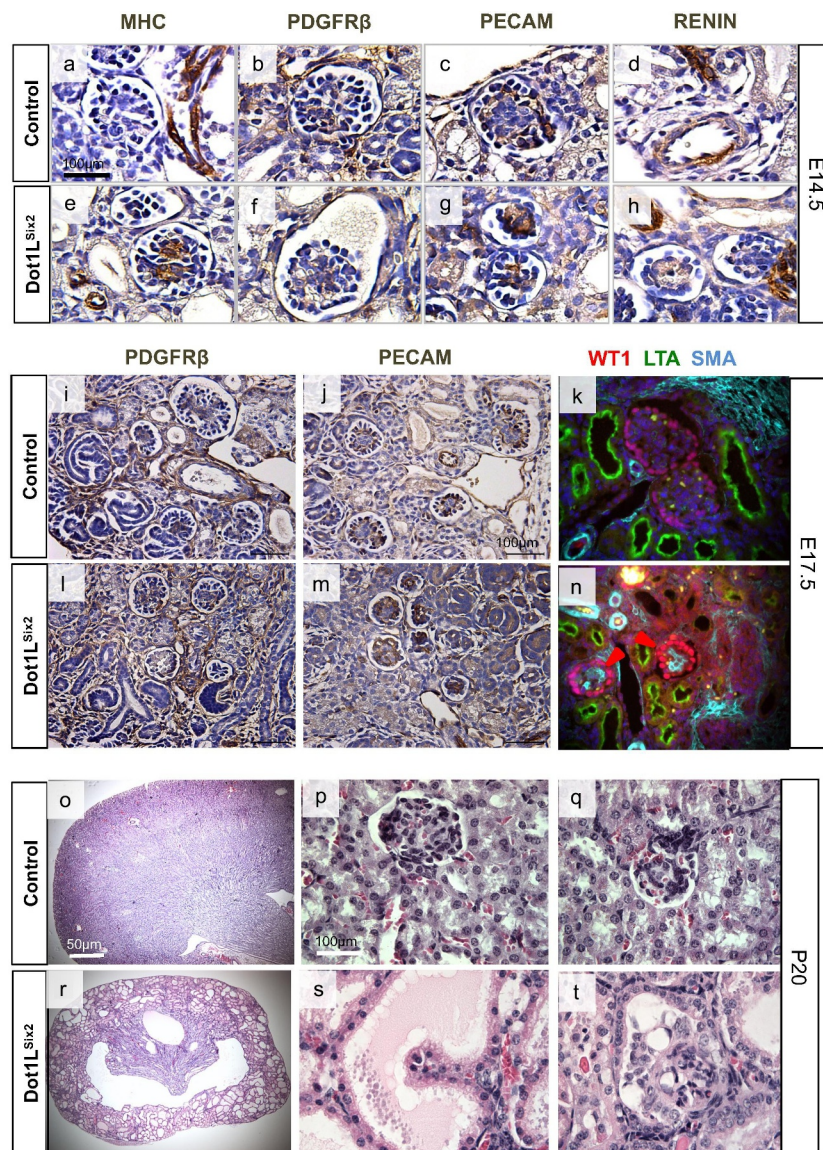 MHC PDGFRβ PECAM RENIN
Control
a b c d
100µm
E14.5
Dot1L^Six2
e f g h
PDGFRβ PECAM WT1 LTA SMA
Control
i j k
100µm
E17.5
Dot1L^Six2
l m n
Control
o p q
50µm 100µm
P20
Dot1L^Six2
r s t